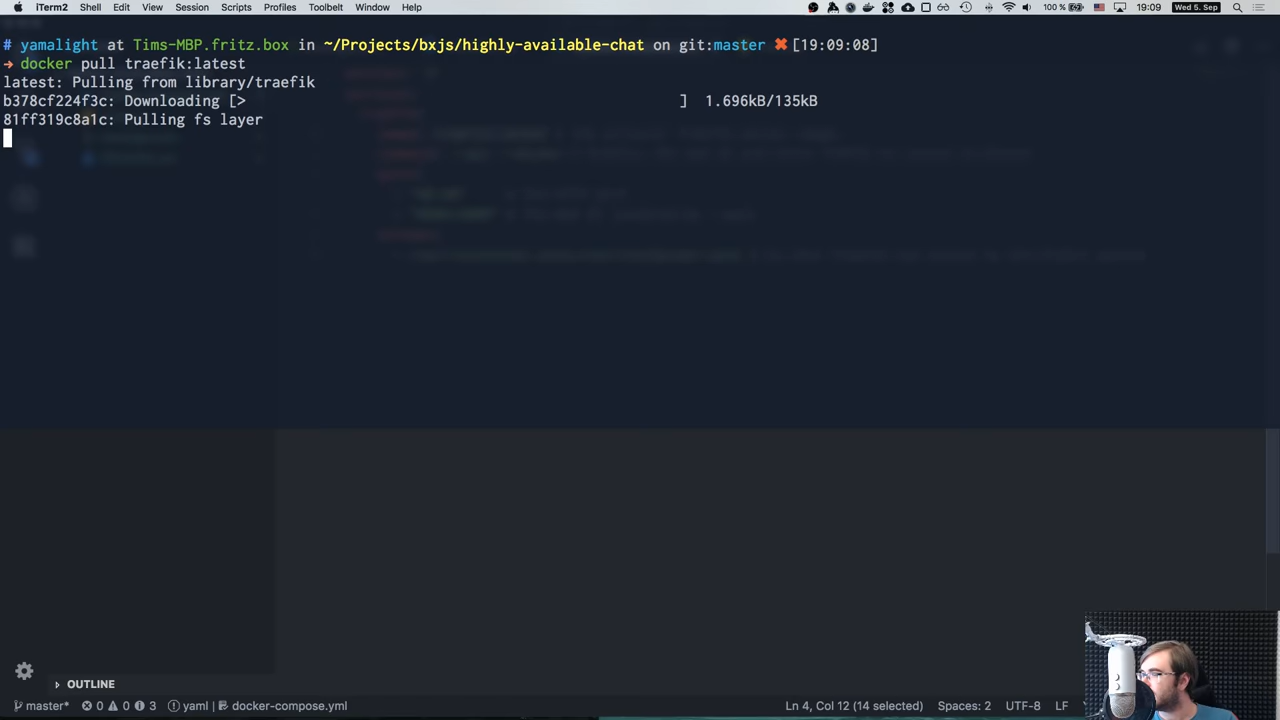 iTerm2 Shell Edit View Session Scripts Profiles Toolbelt Window Help 100 % 19:09 Wed 5. Sep
# yamalight at Tims-MBP.fritz.box in ~/Projects/bxjs/highly-available-chat on git:master ✖ [19:09:08]
→ docker pull traefik:latest
latest: Pulling from library/traefik
b378cf224f3c: Downloading [> ] 1.696kB/135kB
81ff319c8a1c: Pulling fs layer
OUTLINE
master* 0 0 3 yaml | docker-compose.yml Ln 4, Col 12 (14 selected) Spaces: 2 UTF-8 LF